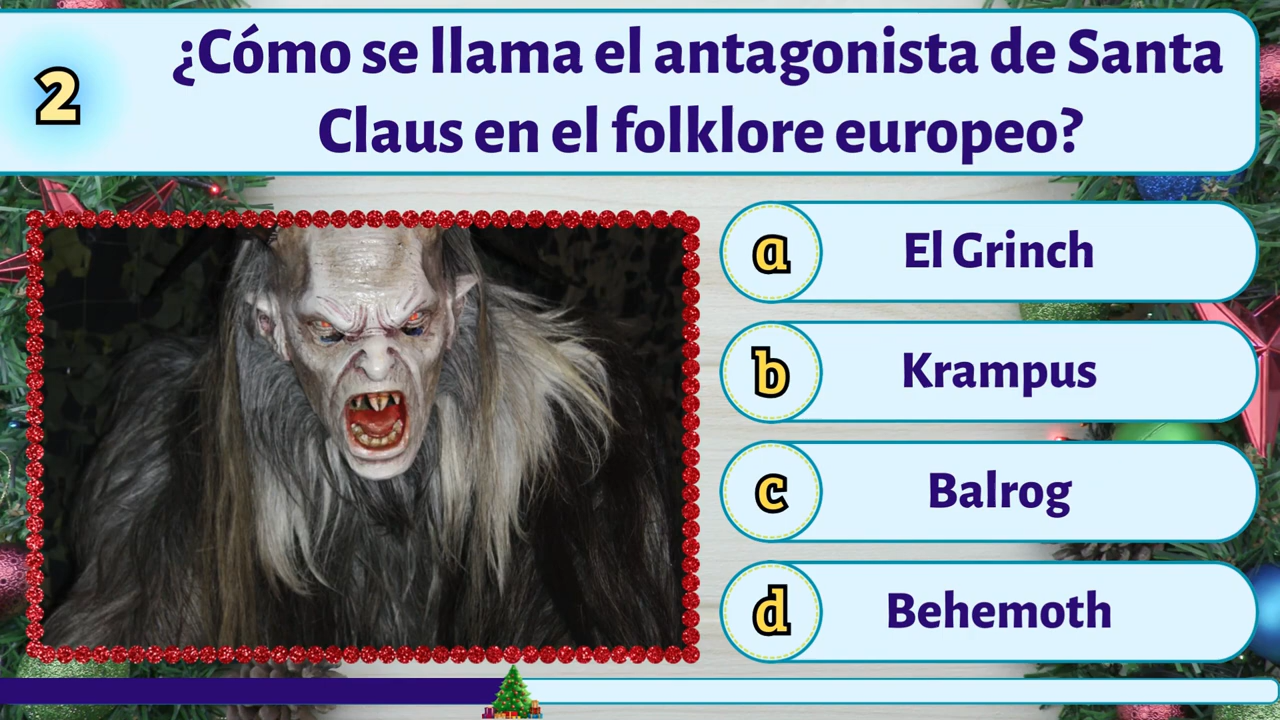 2
¿Cómo se llama el antagonista de Santa
Claus en el folklore europeo?
a
El Grinch
b
Krampus
c
Balrog
d
Behemoth